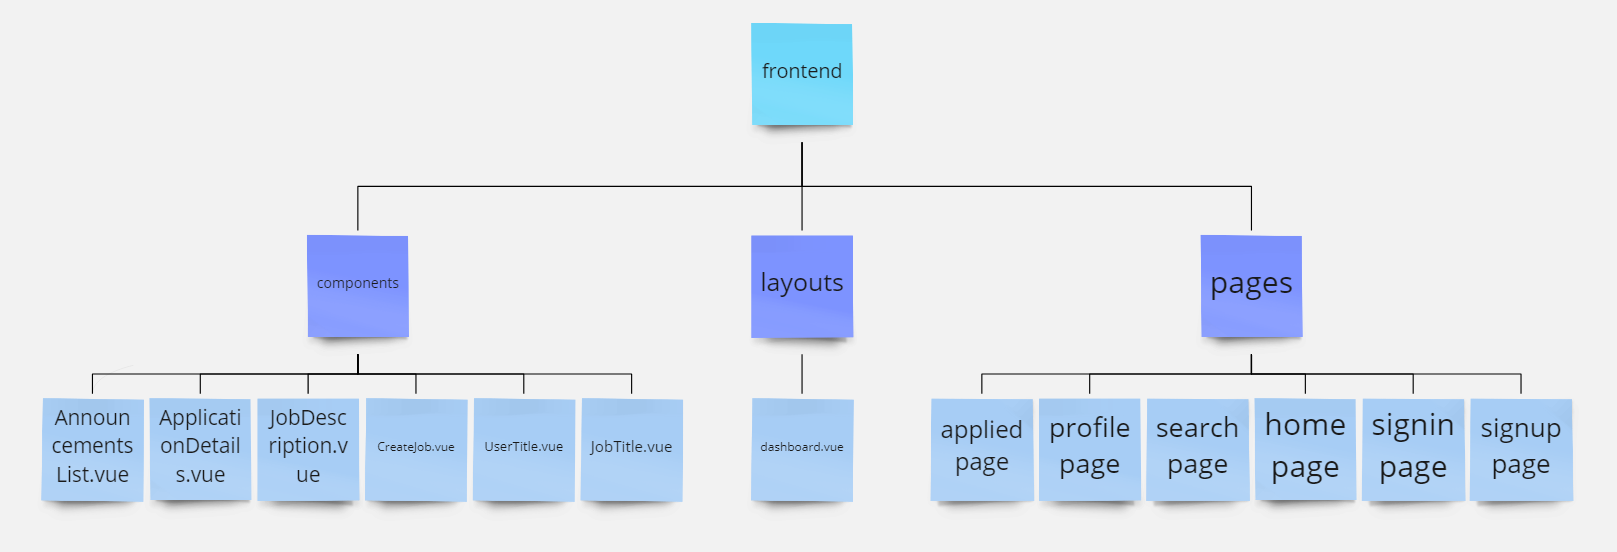 frontend
components
layouts
pages
Announ
cements
List.vue
Applicati
onDetail
s.vue
JobDesc
ription.v
ue
CreateJob.vue
UserTitle.vue
JobTitle.vue
dashboard.vue
applied
page
profile
page
search
page
home
page
signin
page
signup
page